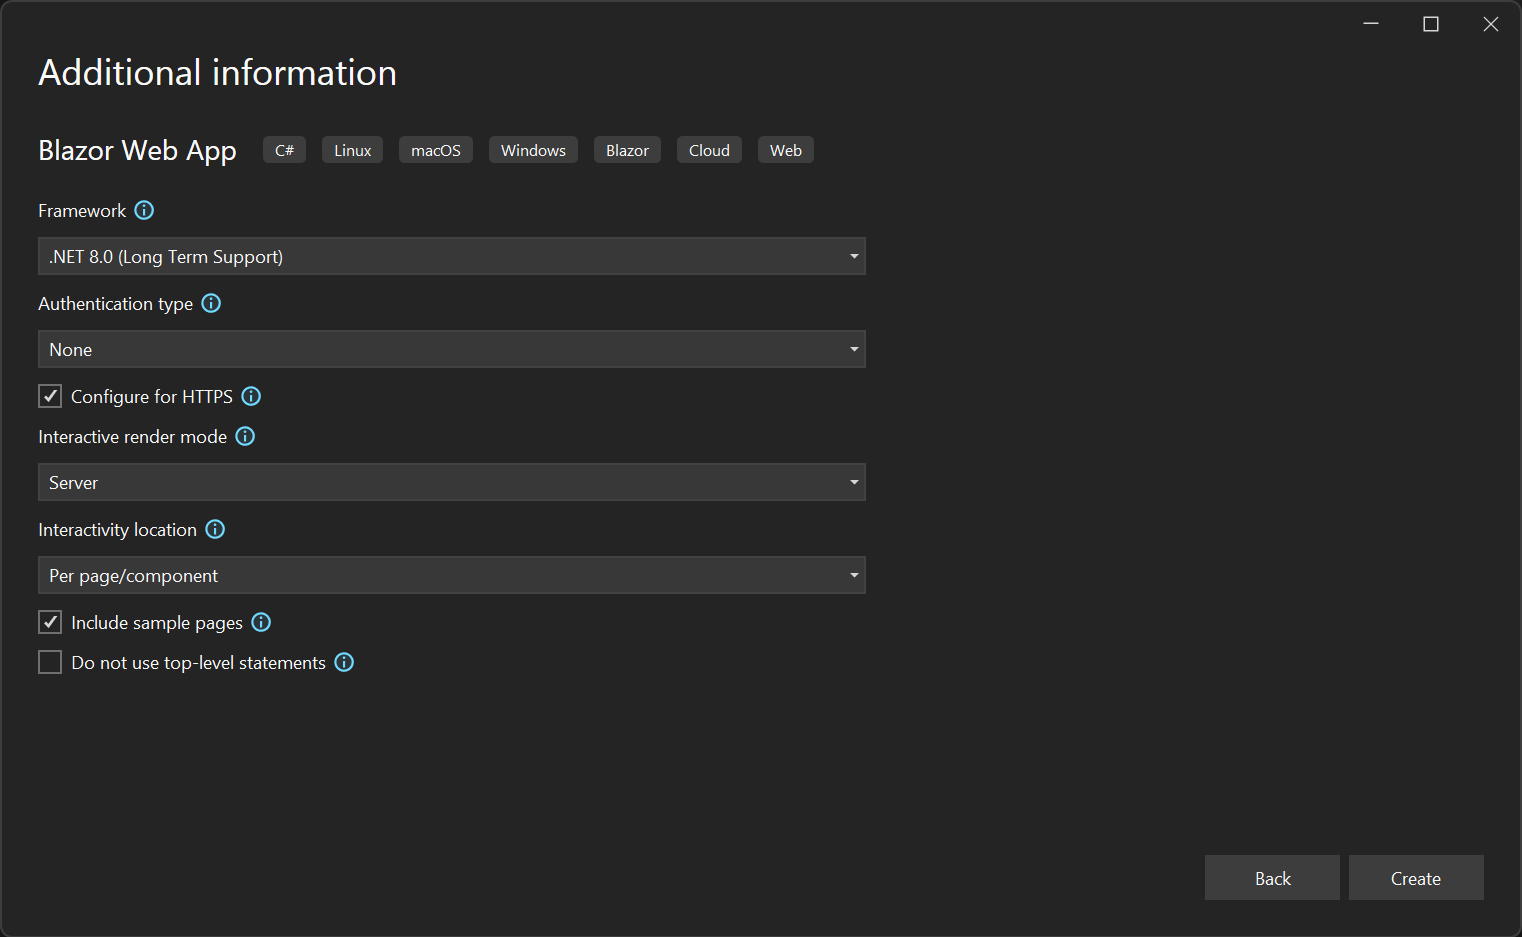 Additional information
Blazor Web App C# Linux macOS Windows Blazor Cloud Web
Framework
.NET 8.0 (Long Term Support)
Authentication type
None
Configure for HTTPS
Interactive render mode
Server
Interactivity location
Per page/component
Include sample pages
Do not use top-level statements
Back Create